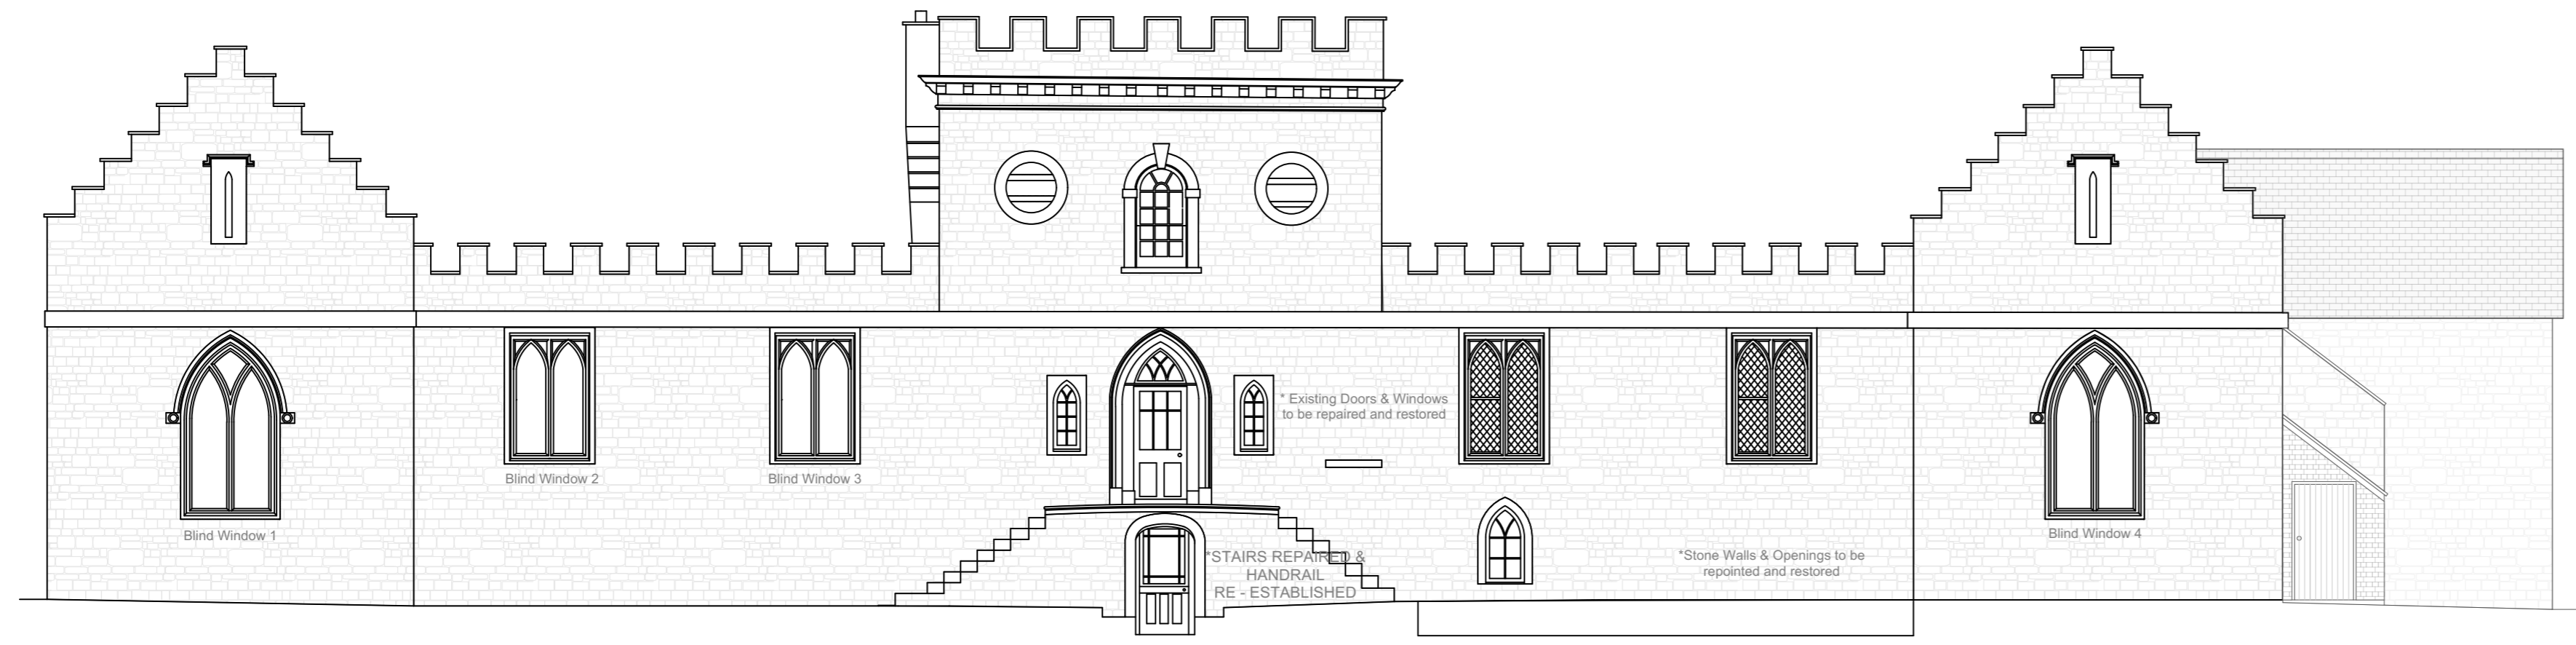 * Existing Doors & Windows
to be repaired and restored
Blind Window 2
Blind Window 3
Blind Window 1
Blind Window 4
*STAIRS REPAIRED &
HANDRAIL
RE - ESTABLISHED
*Stone Walls & Openings to be
repointed and restored